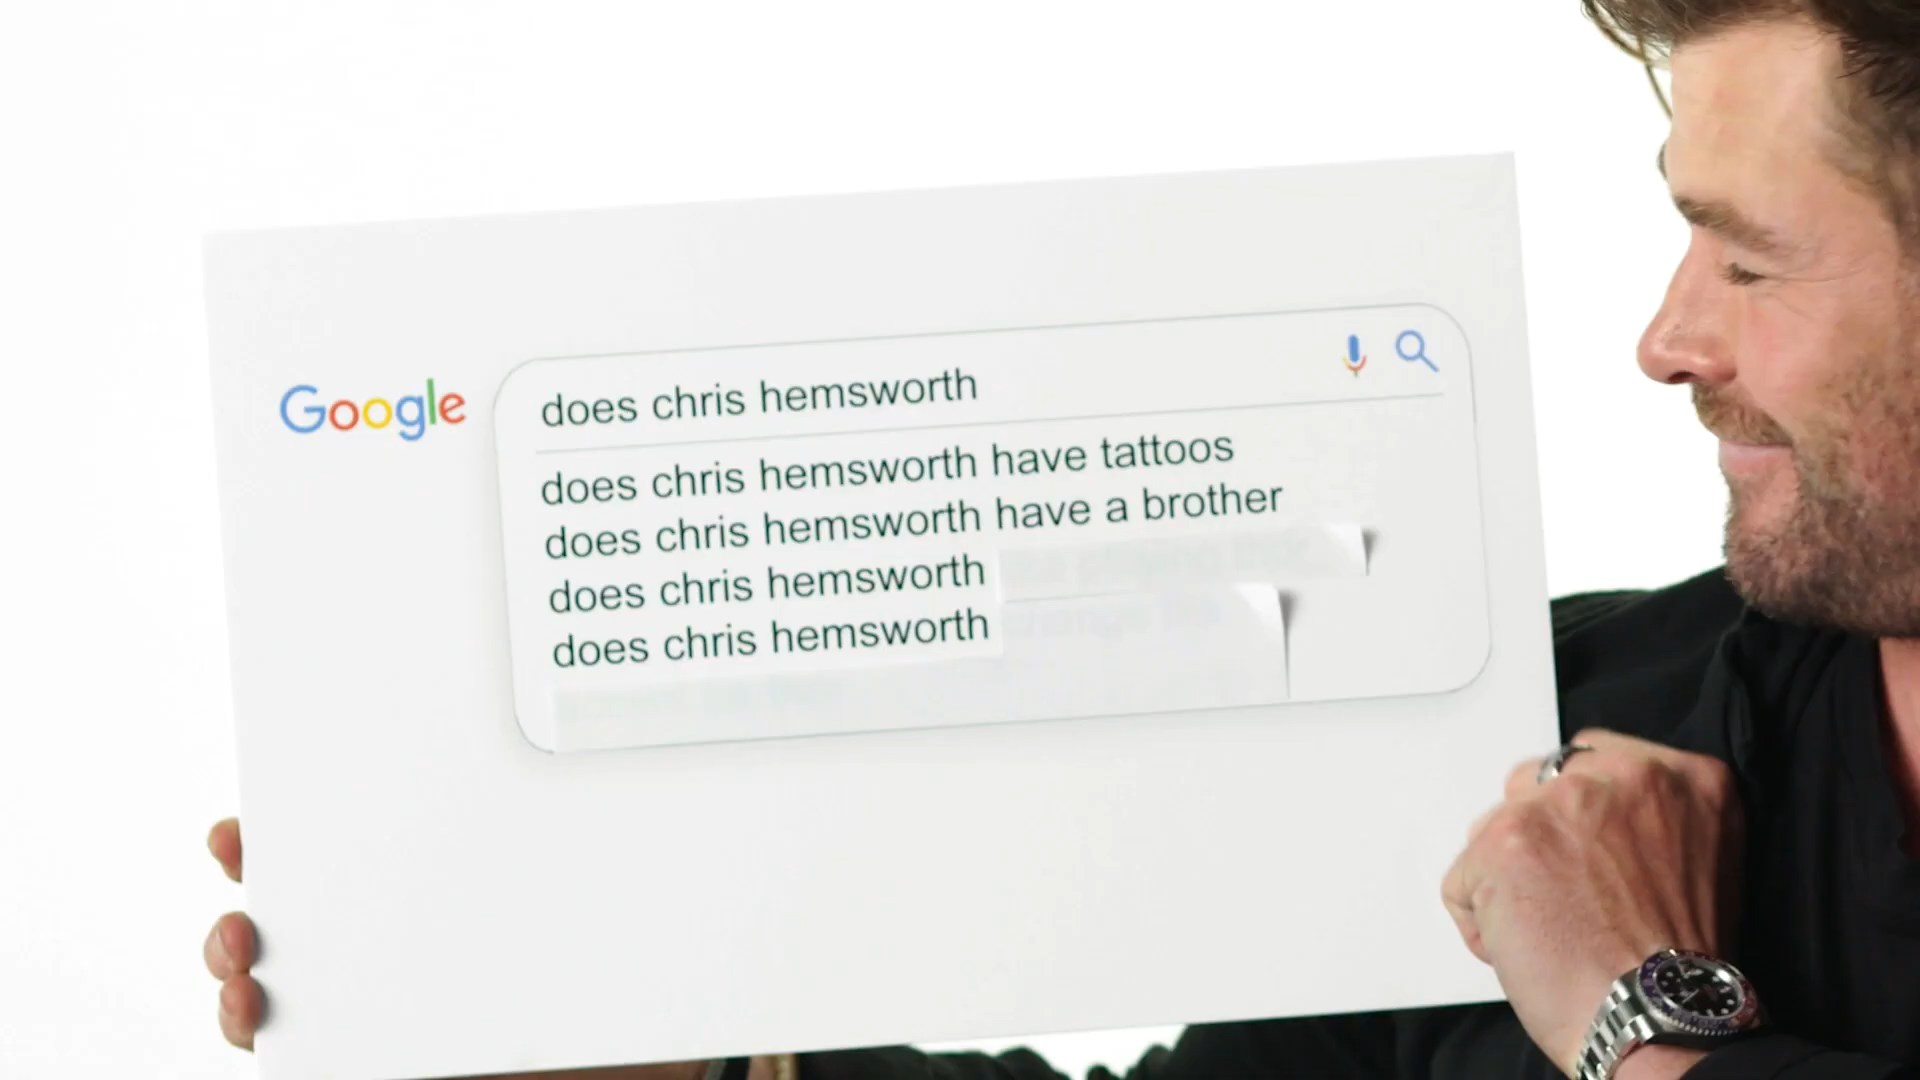 Google
does chris hemsworth
does chris hemsworth have tattoos
does chris hemsworth have a brother
does chris hemsworth
does chris hemsworth